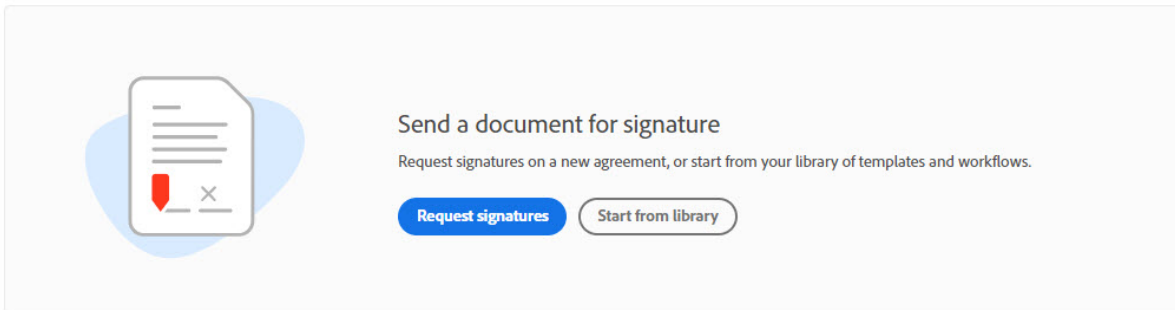 Send a document for signature
Request signatures on a new agreement, or start from your library of templates and workflows.
Request signatures
Start from library